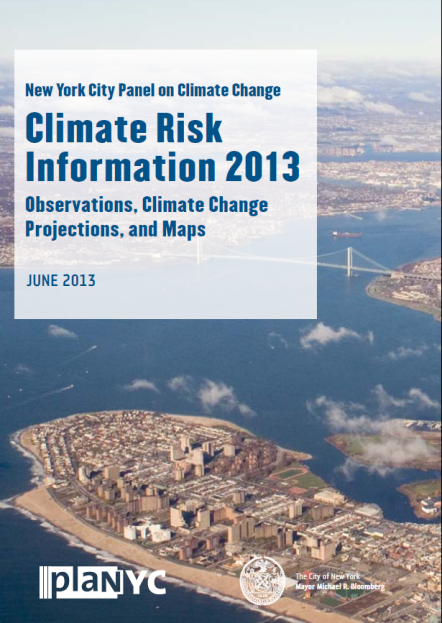 New York City Panel on Climate Change
Climate Risk
Information 2013
Observations, Climate Change
Projections, and Maps
JUNE 2013
plaNYC
The City of New York
Mayor Michael R. Bloomberg